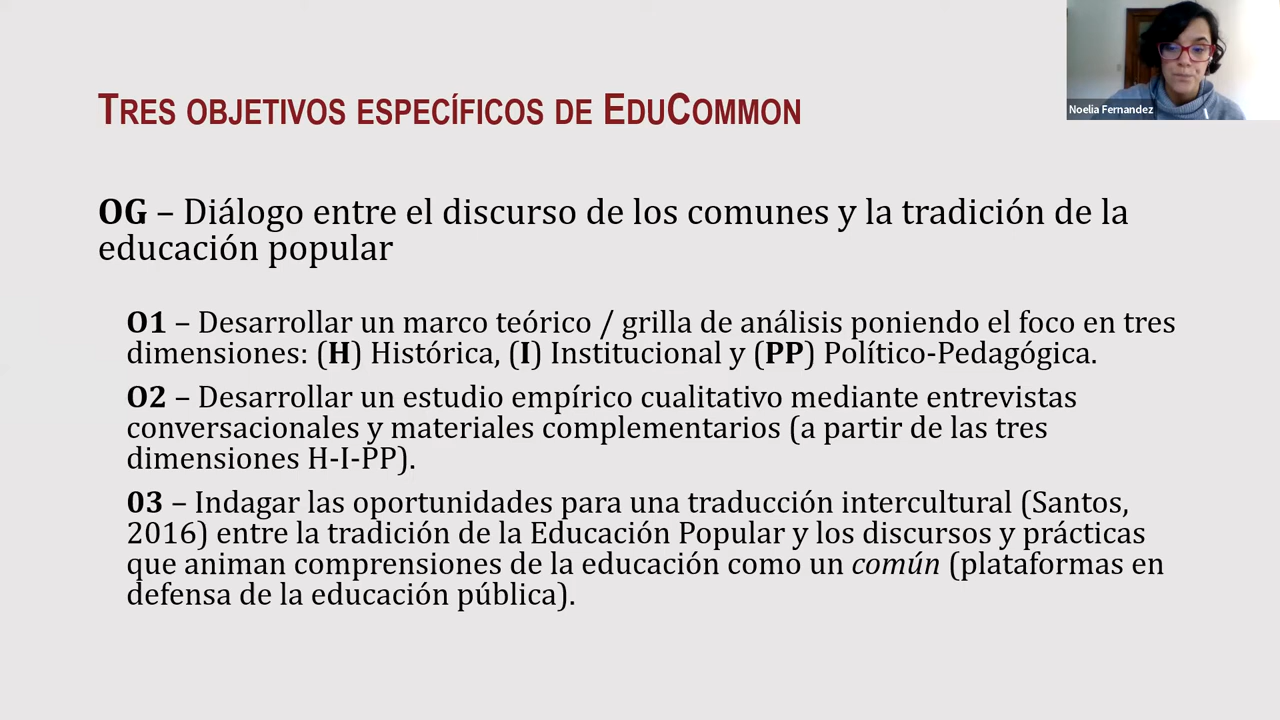 TRES OBJETIVOS ESPECÍFICOS DE EDUCOMMON
Noelia Fernandez
OG – Diálogo entre el discurso de los comunes y la tradición de la
educación popular
O1 – Desarrollar un marco teórico / grilla de análisis poniendo el foco en tres
dimensiones: (H) Histórica, (I) Institucional y (PP) Político-Pedagógica.
O2 – Desarrollar un estudio empírico cualitativo mediante entrevistas
conversacionales y materiales complementarios (a partir de las tres
dimensiones H-I-PP).
03 – Indagar las oportunidades para una traducción intercultural (Santos,
2016) entre la tradición de la Educación Popular y los discursos y prácticas
que animan comprensiones de la educación como un común (plataformas en
defensa de la educación pública).